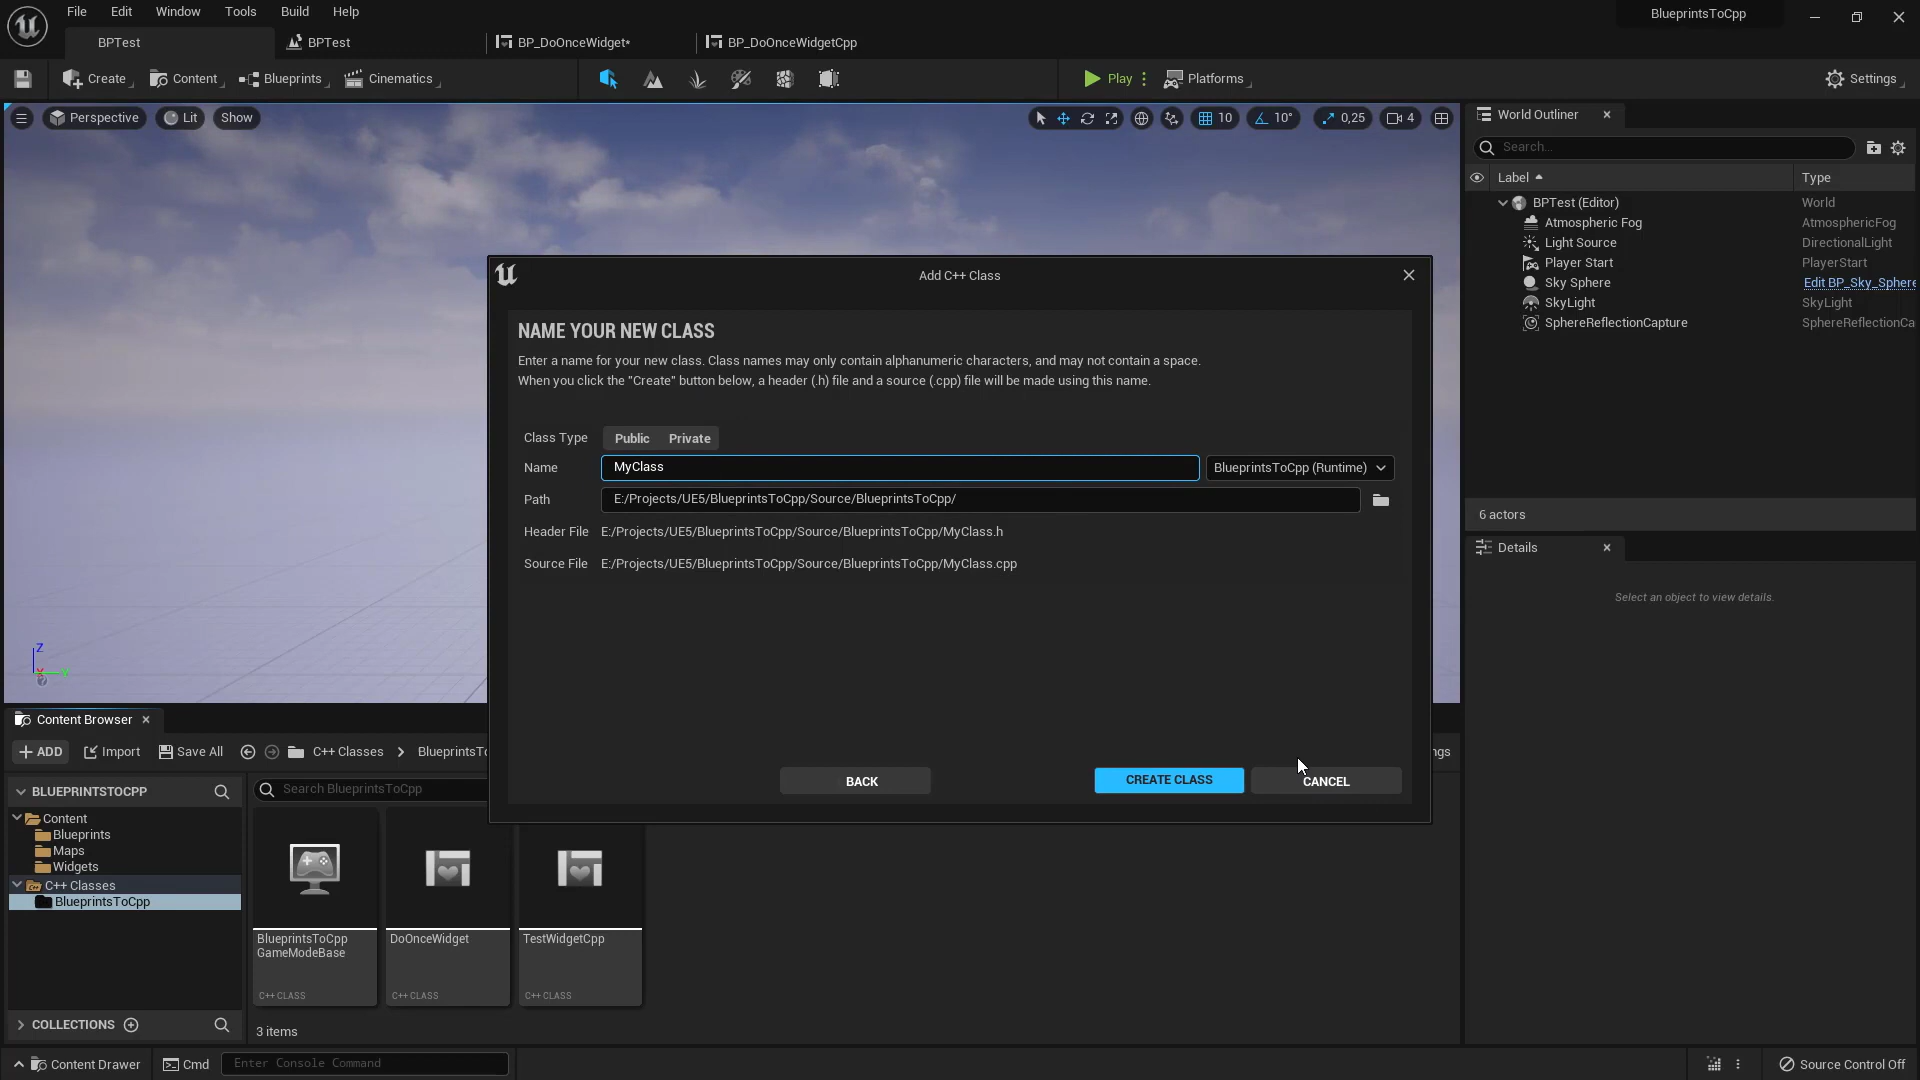 File Edit Window Tools Build Help
BlueprintsToCpp
BPTest
BPTest
BP_DoOnceWidget*
BP_DoOnceWidgetCpp
Create Content Blueprints Cinematics
Play Platforms
Settings
Perspective Lit Show
10 10° 0,25 4
World Outliner
Search...
Label Type
BPTest (Editor) World
Atmospheric Fog AtmosphericFog
Light Source DirectionalLight
Player Start PlayerStart
Sky Sphere Edit BP_Sky_Sphere
SkyLight SkyLight
SphereReflectionCapture SphereReflectionCa
6 actors
Details
Select an object to view details.
Add C++ Class
NAME YOUR NEW CLASS
Enter a name for your new class. Class names may only contain alphanumeric characters, and may not contain a space.
When you click the "Create" button below, a header (.h) file and a source (.cpp) file will be made using this name.
Class Type Public Private
Name MyClass BlueprintsToCpp (Runtime)
Path E:/Projects/UE5/BlueprintsToCpp/Source/BlueprintsToCpp/
Header File E:/Projects/UE5/BlueprintsToCpp/Source/BlueprintsToCpp/MyClass.h
Source File E:/Projects/UE5/BlueprintsToCpp/Source/BlueprintsToCpp/MyClass.cpp
BACK CREATE CLASS CANCEL
Z
X Y
Content Browser
ADD Import Save All C++ Classes > BlueprintsTo
ngs
BLUEPRINTSTOCPP
Search BlueprintsToCpp
Content
Blueprints
Maps
Widgets
C++ Classes
BlueprintsToCpp
BlueprintsToCpp
GameModeBase
C++ CLASS
DoOnceWidget
C++ CLASS
TestWidgetCpp
C++ CLASS
COLLECTIONS
3 items
Content Drawer Cmd Enter Console Command
Source Control Off